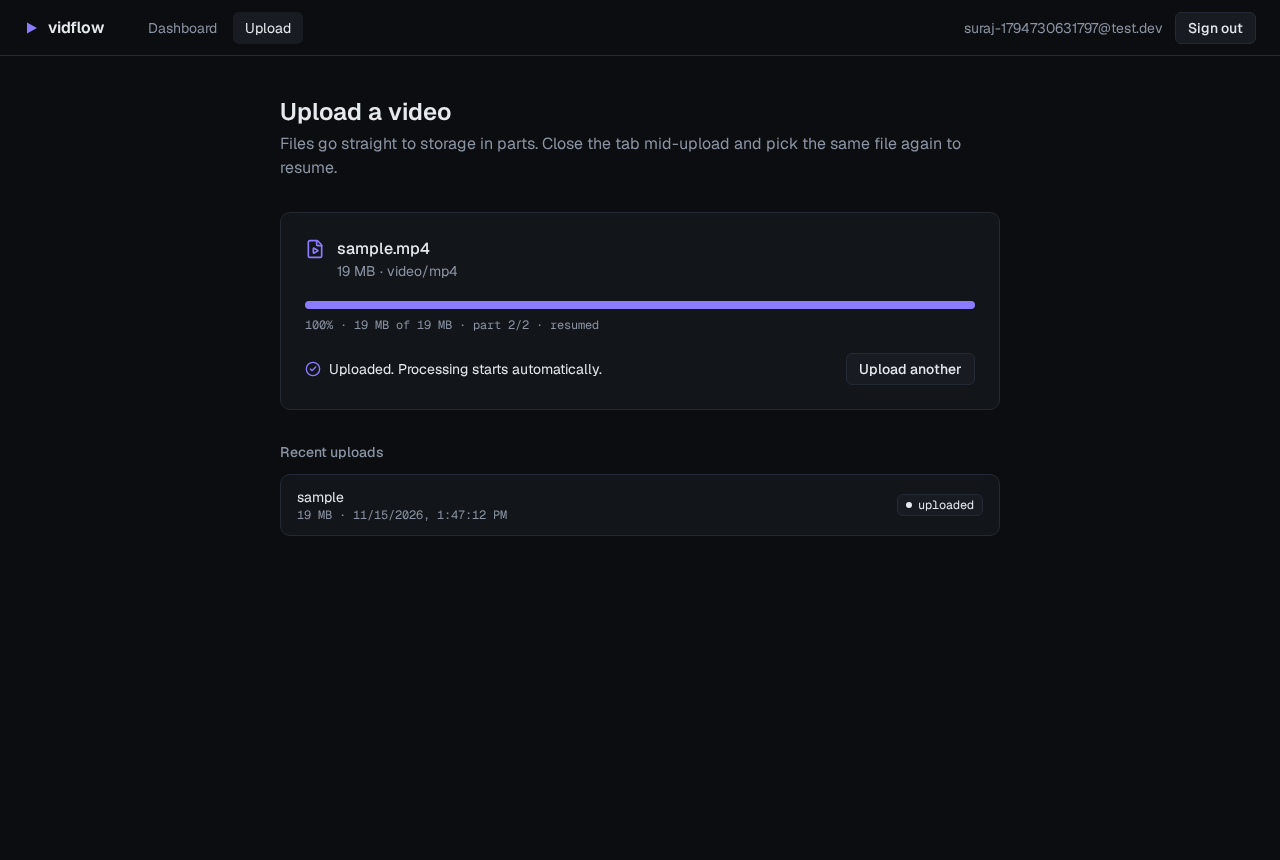 vidflow Dashboard Upload suraj-1794730631797@test.dev Sign out
Upload a video
Files go straight to storage in parts. Close the tab mid-upload and pick the same file again to
resume.
sample.mp4
19 MB · video/mp4
100% · 19 MB of 19 MB · part 2/2 · resumed
Uploaded. Processing starts automatically. Upload another
Recent uploads
sample
19 MB · 11/15/2026, 1:47:12 PM uploaded